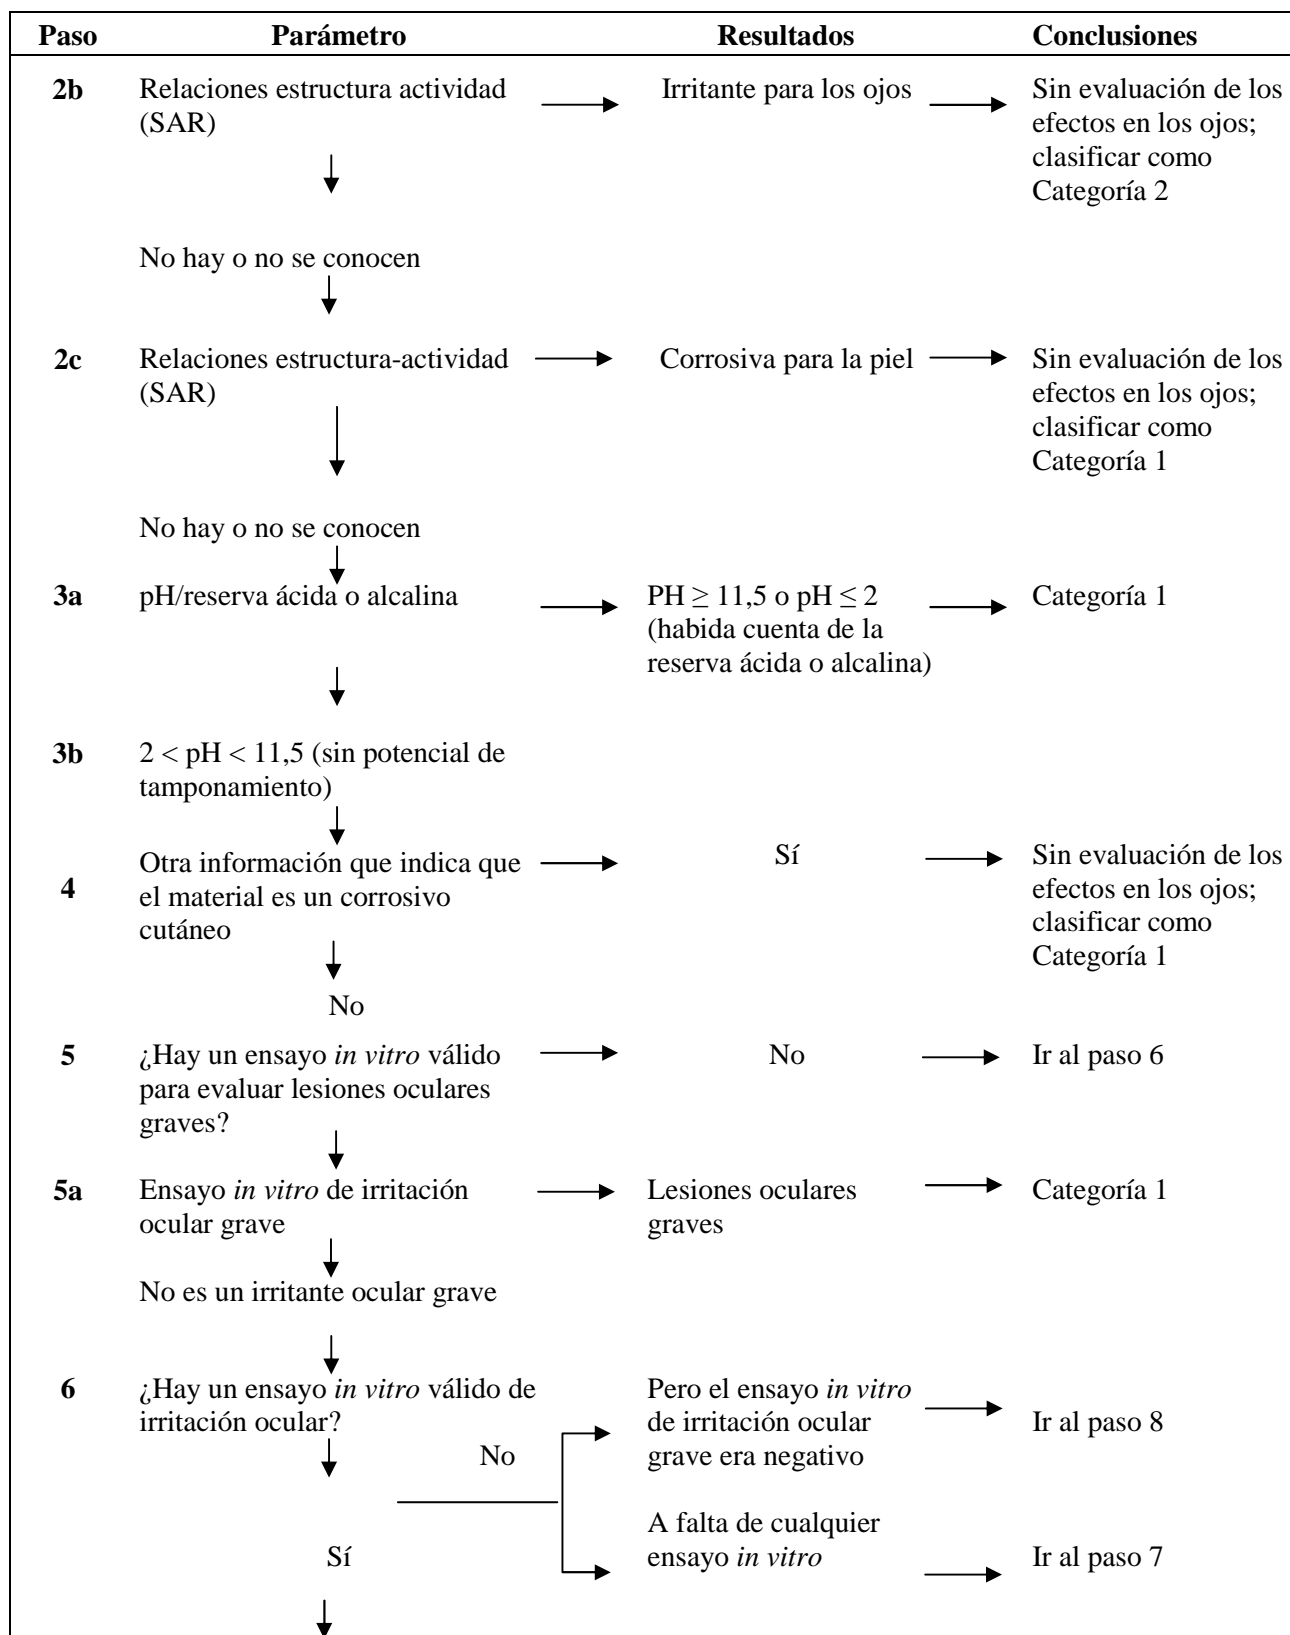 Paso Parámetro Resultados Conclusiones
2b Relaciones estructura actividad Irritante para los ojos Sin evaluación de los
(SAR) efectos en los ojos;
clasificar como
Categoría 2
No hay o no se conocen
2c Relaciones estructura-actividad Corrosiva para la piel Sin evaluación de los
(SAR) efectos en los ojos;
clasificar como
Categoría 1
No hay o no se conocen
3a pH/reserva ácida o alcalina PH ≥ 11,5 o pH ≤ 2 Categoría 1
(habida cuenta de la
reserva ácida o alcalina)
3b 2 < pH < 11,5 (sin potencial de
tamponamiento)
Otra información que indica que Sí Sin evaluación de los
4 el material es un corrosivo efectos en los ojos;
cutáneo clasificar como
Categoría 1
No
5 ¿Hay un ensayo in vitro válido No Ir al paso 6
para evaluar lesiones oculares
graves?
5a Ensayo in vitro de irritación Lesiones oculares Categoría 1
ocular grave graves
No es un irritante ocular grave
6 ¿Hay un ensayo in vitro válido de Pero el ensayo in vitro
irritación ocular? de irritación ocular Ir al paso 8
No grave era negativo
A falta de cualquier
Sí ensayo in vitro Ir al paso 7